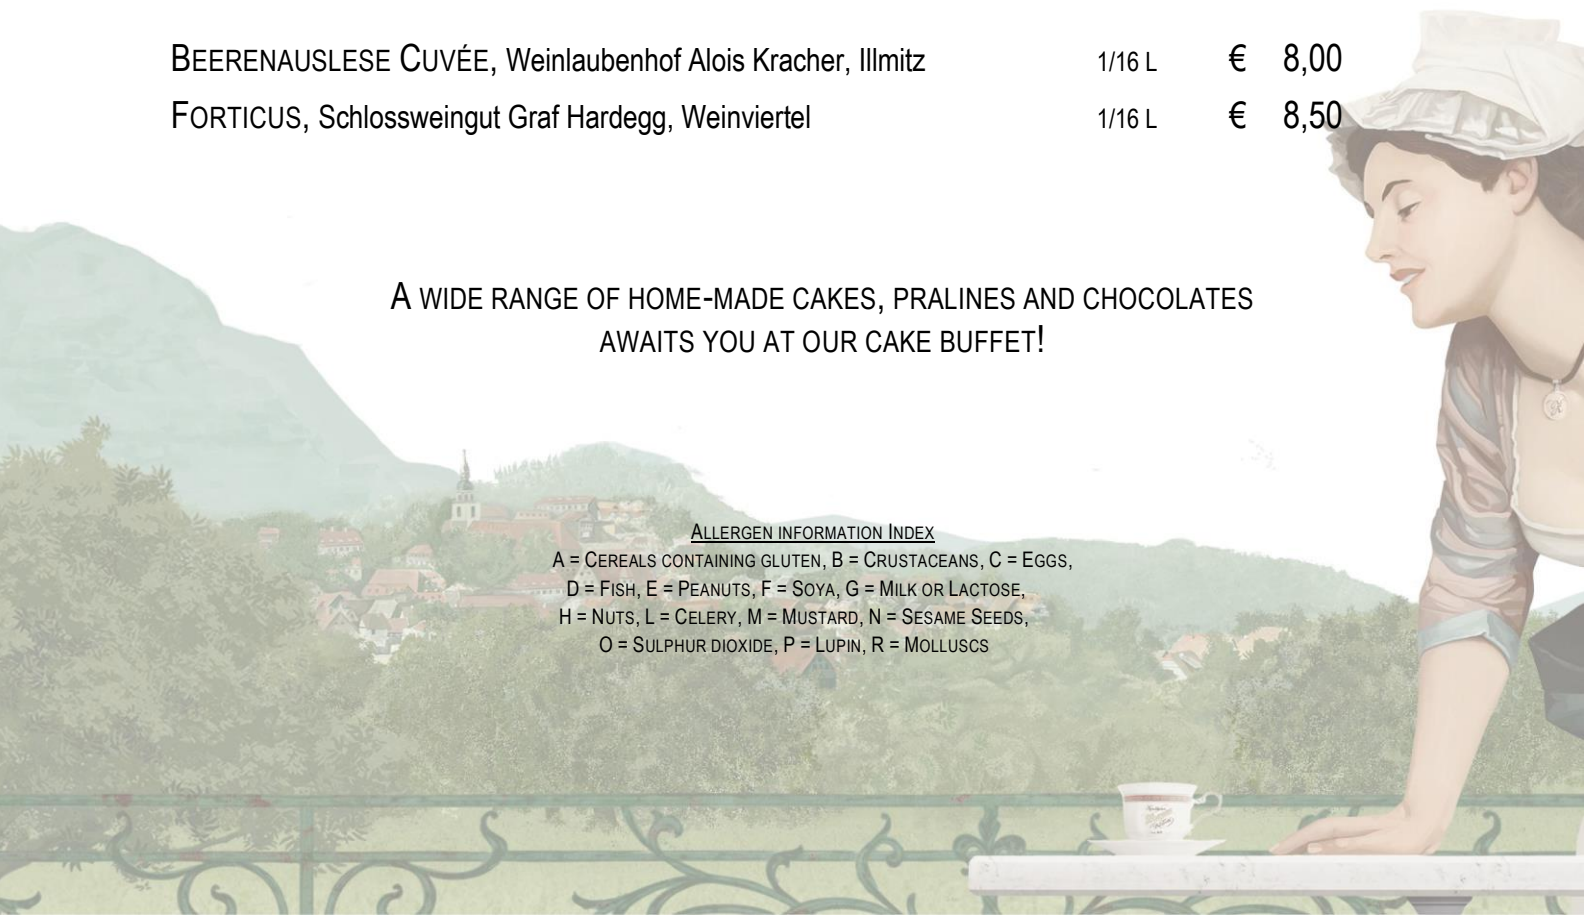 BEERENAUSLESE CUVÉE, Weinlaubenhof Alois Kracher, Illmitz 1/16 L € 8,00
FORTICUS, Schlossweingut Graf Hardegg, Weinviertel 1/16 L € 8,50
A WIDE RANGE OF HOME-MADE CAKES, PRALINES AND CHOCOLATES
AWAITS YOU AT OUR CAKE BUFFET!
ALLERGEN INFORMATION INDEX
A = CEREALS CONTAINING GLUTEN, B = CRUSTACEANS, C = EGGS,
D = FISH, E = PEANUTS, F = SOYA, G = MILK OR LACTOSE,
H = NUTS, L = CELERY, M = MUSTARD, N = SESAME SEEDS,
O = SULPHUR DIOXIDE, P = LUPIN, R = MOLLUSCS